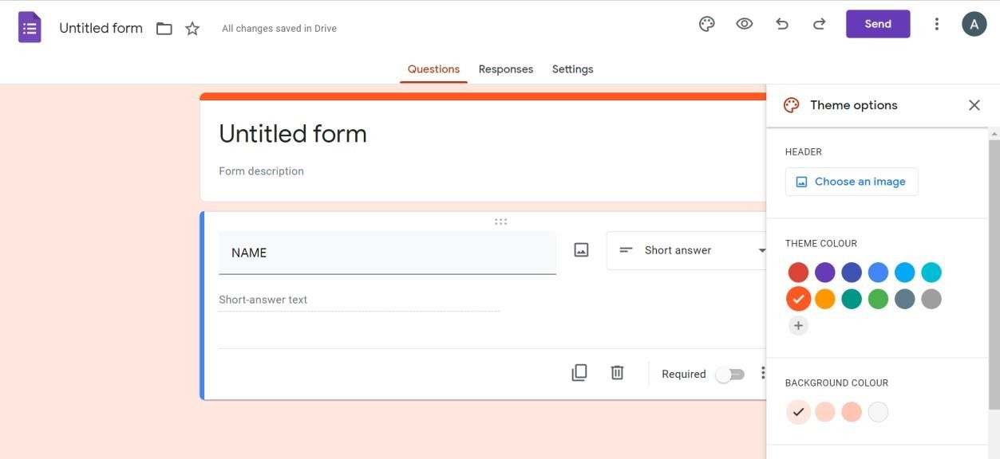 Untitled form
All changes saved in Drive
Send
A
Questions Responses Settings
Theme options
Untitled form
Form description
HEADER
Choose an image
NAME
Short answer
Short-answer text
Required
THEME COLOUR
BACKGROUND COLOUR